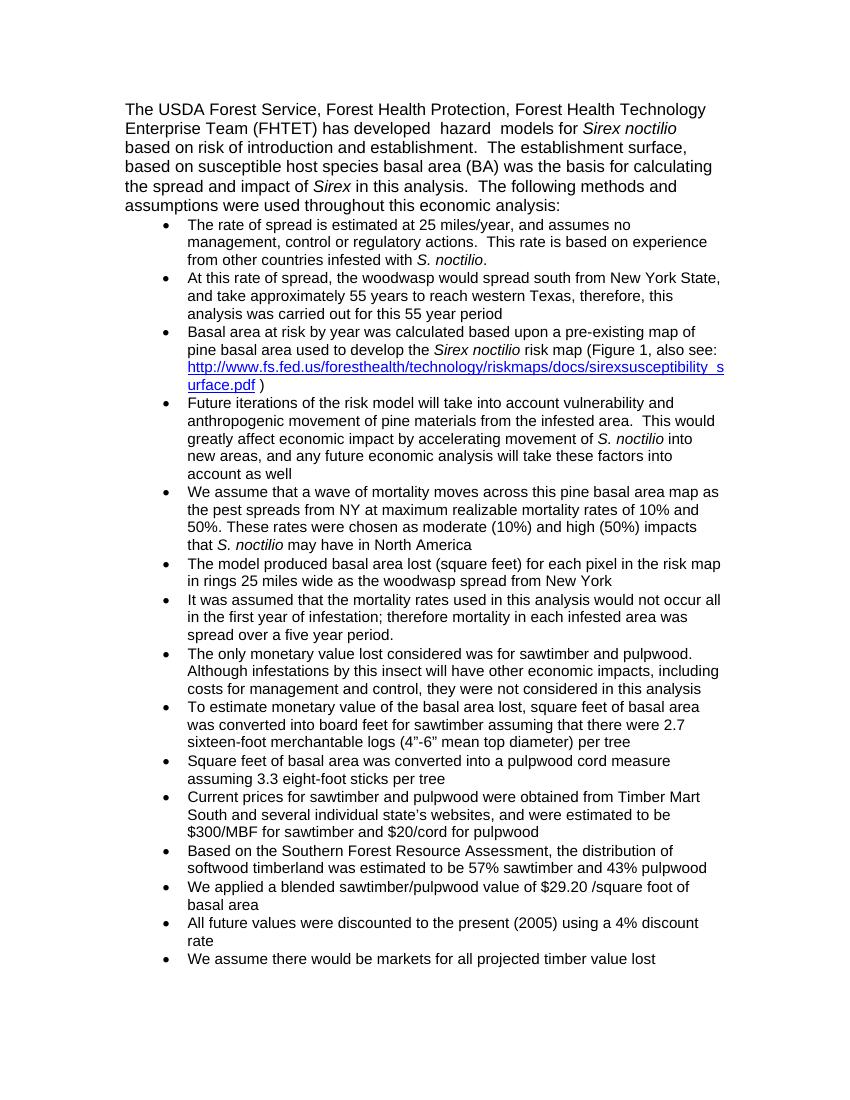 The USDA Forest Service, Forest Health Protection, Forest Health Technology
Enterprise Team (FHTET) has developed  hazard  models for Sirex noctilio
based on risk of introduction and establishment.  The establishment surface,
based on susceptible host species basal area (BA) was the basis for calculating
the spread and impact of Sirex in this analysis.  The following methods and
assumptions were used throughout this economic analysis:
• The rate of spread is estimated at 25 miles/year, and assumes no
management, control or regulatory actions.  This rate is based on experience
from other countries infested with S. noctilio.
• At this rate of spread, the woodwasp would spread south from New York State,
and take approximately 55 years to reach western Texas, therefore, this
analysis was carried out for this 55 year period
• Basal area at risk by year was calculated based upon a pre-existing map of
pine basal area used to develop the Sirex noctilio risk map (Figure 1, also see:
http://www.fs.fed.us/foresthealth/technology/riskmaps/docs/sirexsusceptibility_s
urface.pdf )
• Future iterations of the risk model will take into account vulnerability and
anthropogenic movement of pine materials from the infested area.  This would
greatly affect economic impact by accelerating movement of S. noctilio into
new areas, and any future economic analysis will take these factors into
account as well
• We assume that a wave of mortality moves across this pine basal area map as
the pest spreads from NY at maximum realizable mortality rates of 10% and
50%. These rates were chosen as moderate (10%) and high (50%) impacts
that S. noctilio may have in North America
• The model produced basal area lost (square feet) for each pixel in the risk map
in rings 25 miles wide as the woodwasp spread from New York
• It was assumed that the mortality rates used in this analysis would not occur all
in the first year of infestation; therefore mortality in each infested area was
spread over a five year period.
• The only monetary value lost considered was for sawtimber and pulpwood.
Although infestations by this insect will have other economic impacts, including
costs for management and control, they were not considered in this analysis
• To estimate monetary value of the basal area lost, square feet of basal area
was converted into board feet for sawtimber assuming that there were 2.7
sixteen-foot merchantable logs (4”-6” mean top diameter) per tree
• Square feet of basal area was converted into a pulpwood cord measure
assuming 3.3 eight-foot sticks per tree
• Current prices for sawtimber and pulpwood were obtained from Timber Mart
South and several individual state’s websites, and were estimated to be
$300/MBF for sawtimber and $20/cord for pulpwood
• Based on the Southern Forest Resource Assessment, the distribution of
softwood timberland was estimated to be 57% sawtimber and 43% pulpwood
• We applied a blended sawtimber/pulpwood value of $29.20 /square foot of
basal area
• All future values were discounted to the present (2005) using a 4% discount
rate
• We assume there would be markets for all projected timber value lost